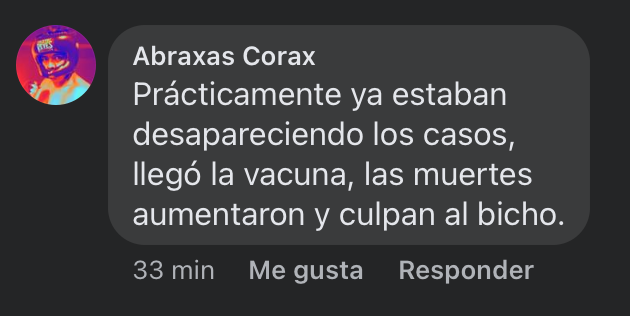 Abraxas Corax
Prácticamente ya estaban
desapareciendo los casos,
llegó la vacuna, las muertes
aumentaron y culpan al bicho.
33 min Me gusta Responder